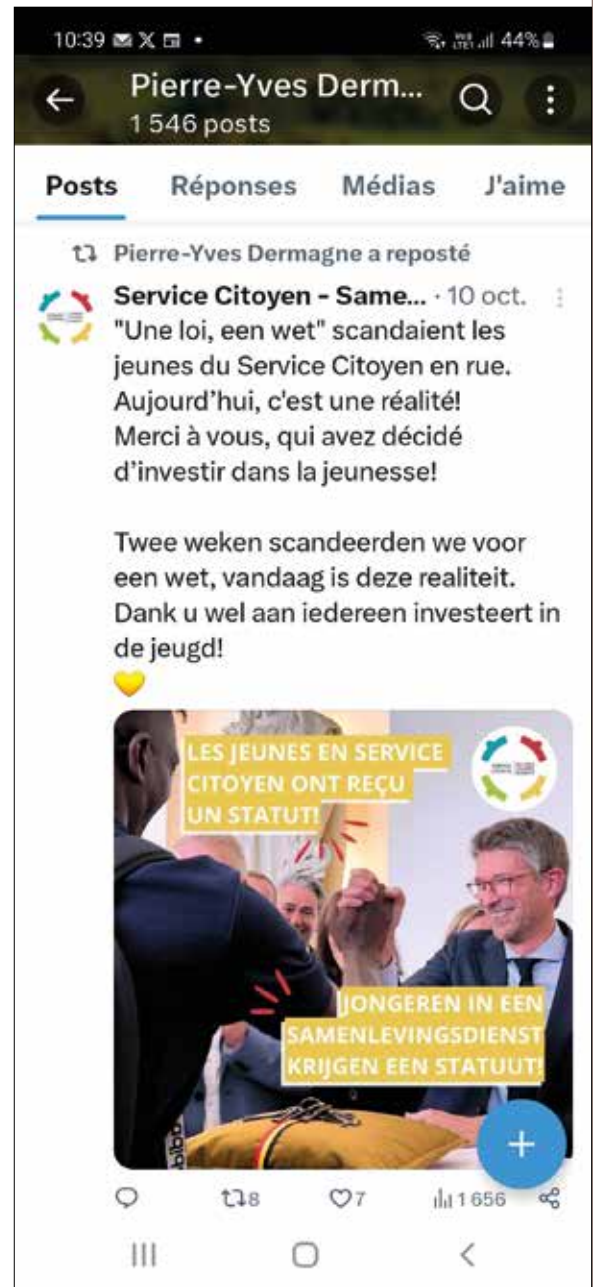 10:39
44%
Pierre-Yves Derm...
1 546 posts
Posts Réponses Médias J'aime
Pierre-Yves Dermagne a reposté
Service Citoyen - Same... · 10 oct.
"Une loi, een wet" scandaient les
jeunes du Service Citoyen en rue.
Aujourd'hui, c'est une réalité!
Merci à vous, qui avez décidé
d'investir dans la jeunesse!
Twee weken scandeerden we voor
een wet, vandaag is deze realiteit.
Dank u wel aan iedereen investeert in
de jeugd!
LES JEUNES EN SERVICE
CITOYEN ONT REÇU
UN STATUT!
JONGEREN IN EEN
SAMENLEVINGSDIENST
KRIJGEN EEN STATUUT!
8 7 1 656